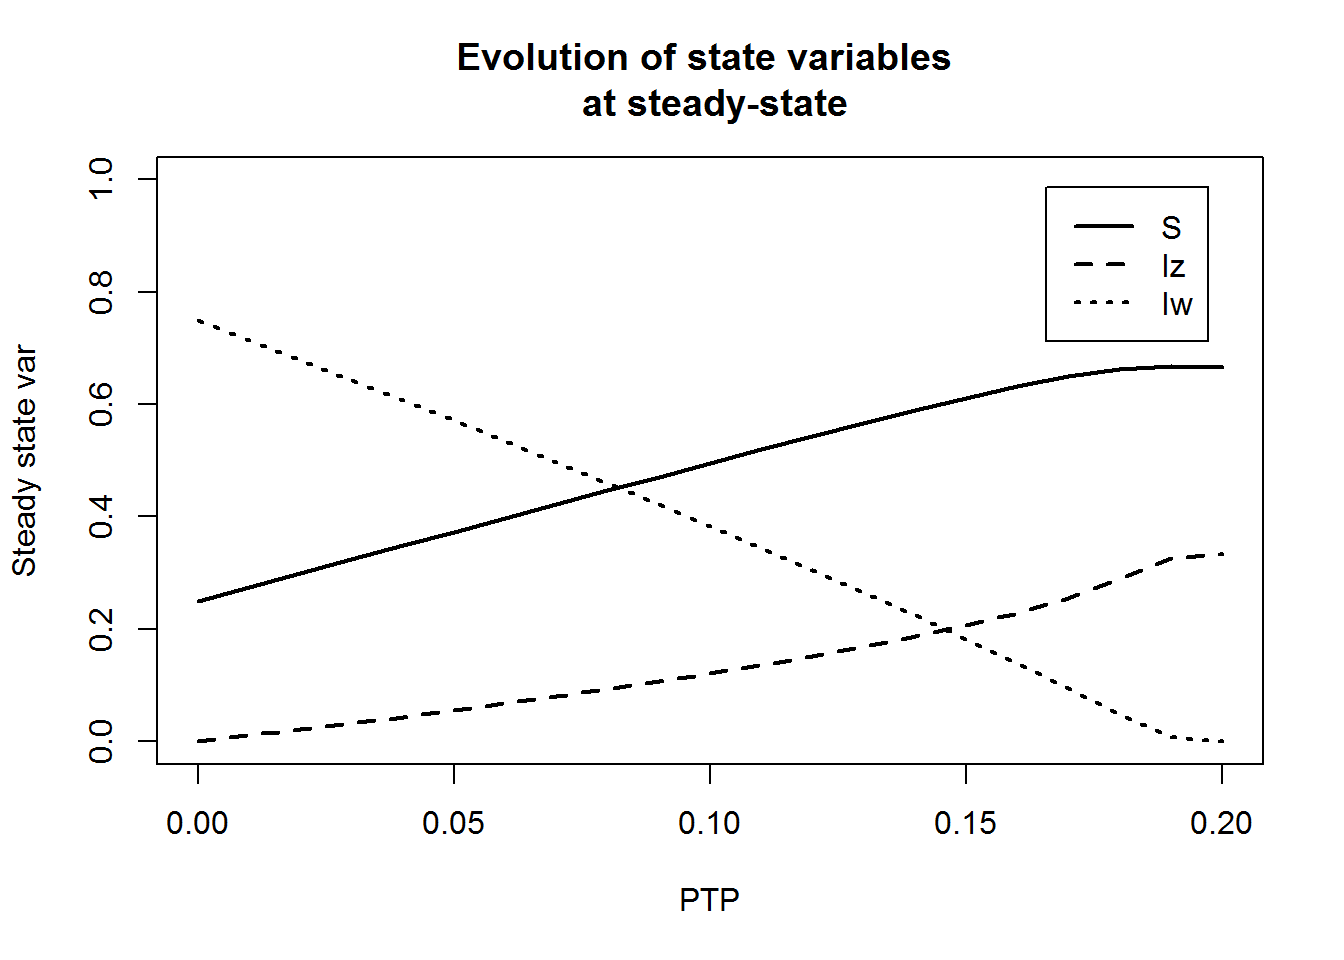 Evolution of state variables
at steady-state
Steady state var
1.0
0.8
0.6
0.4
0.2
0.0
S
Iz
Iw
0.00 0.05 0.10 0.15 0.20
PTP